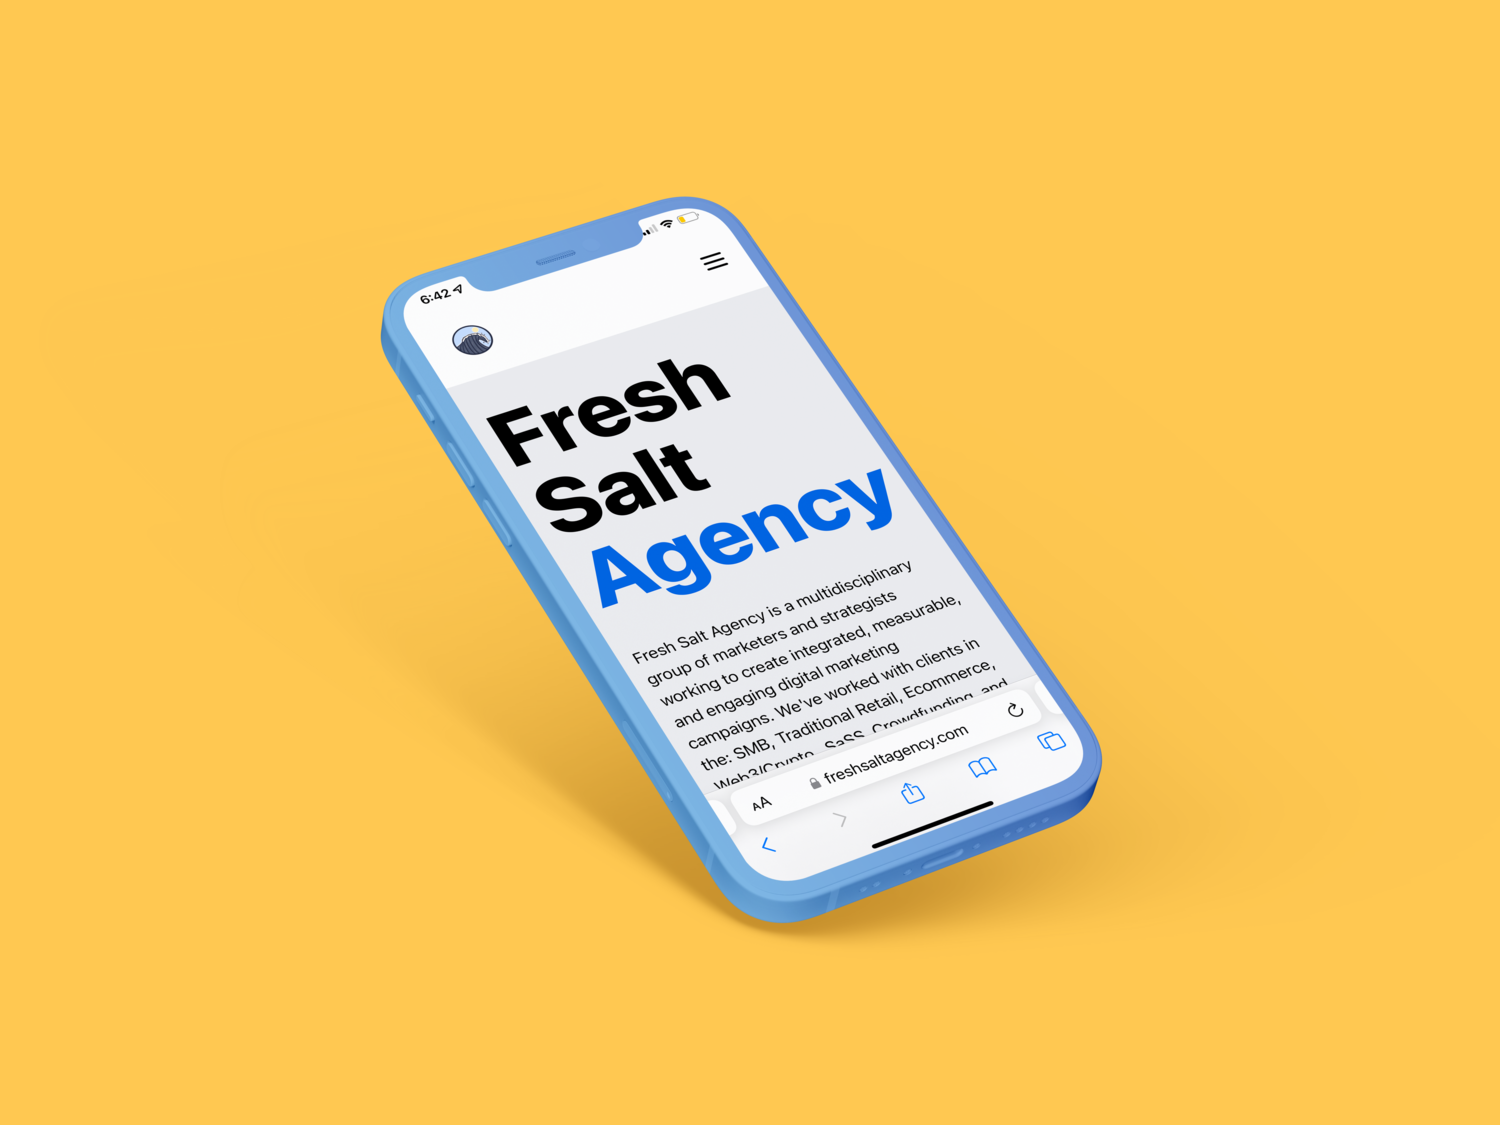 6:42
Fresh
Salt
Agency
Fresh Salt Agency is a multidisciplinary
group of marketers and strategists
working to create integrated, measurable,
and engaging digital marketing
campaigns. We've worked with clients in
the: SMB, Traditional Retail, Ecommerce,
Web3/Crypto, SaSS, Crowdfunding, and
AA freshsaltagency.com